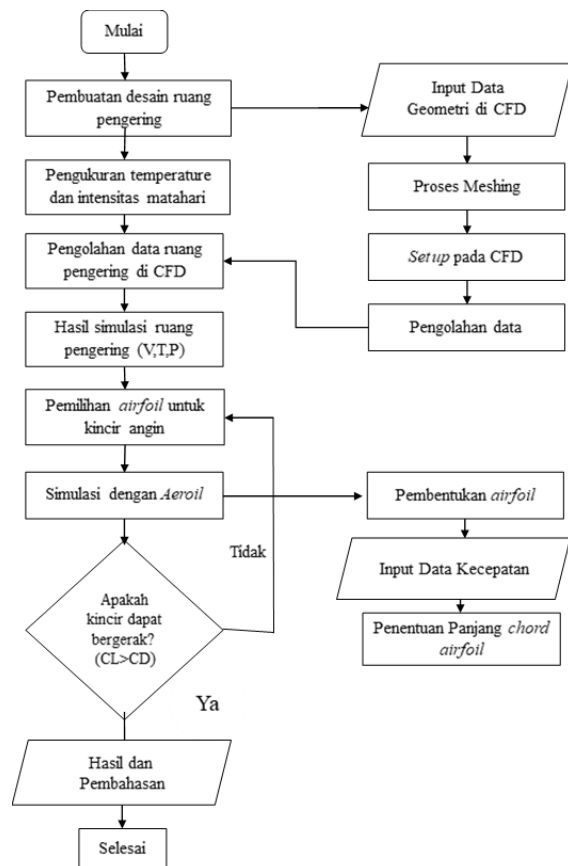 Mulai
Pembuatan desain ruang
pengering
Input Data
Geometri di CFD
Pengukuran temperature
dan intensitas matahari
Proses Meshing
Pengolahan data ruang
pengering di CFD
Setup pada CFD
Hasil simulasi ruang
pengering (V,T,P)
Pengolahan data
Pemilihan airfoil untuk
kincir angin
Simulasi dengan Aeroil
Pembentukan airfoil
Tidak
Input Data Kecepatan
Apakah
kincir dapat
bergerak?
(CL>CD)
Penentuan Panjang chord
airfoil
Ya
Hasil dan
Pembahasan
Selesai